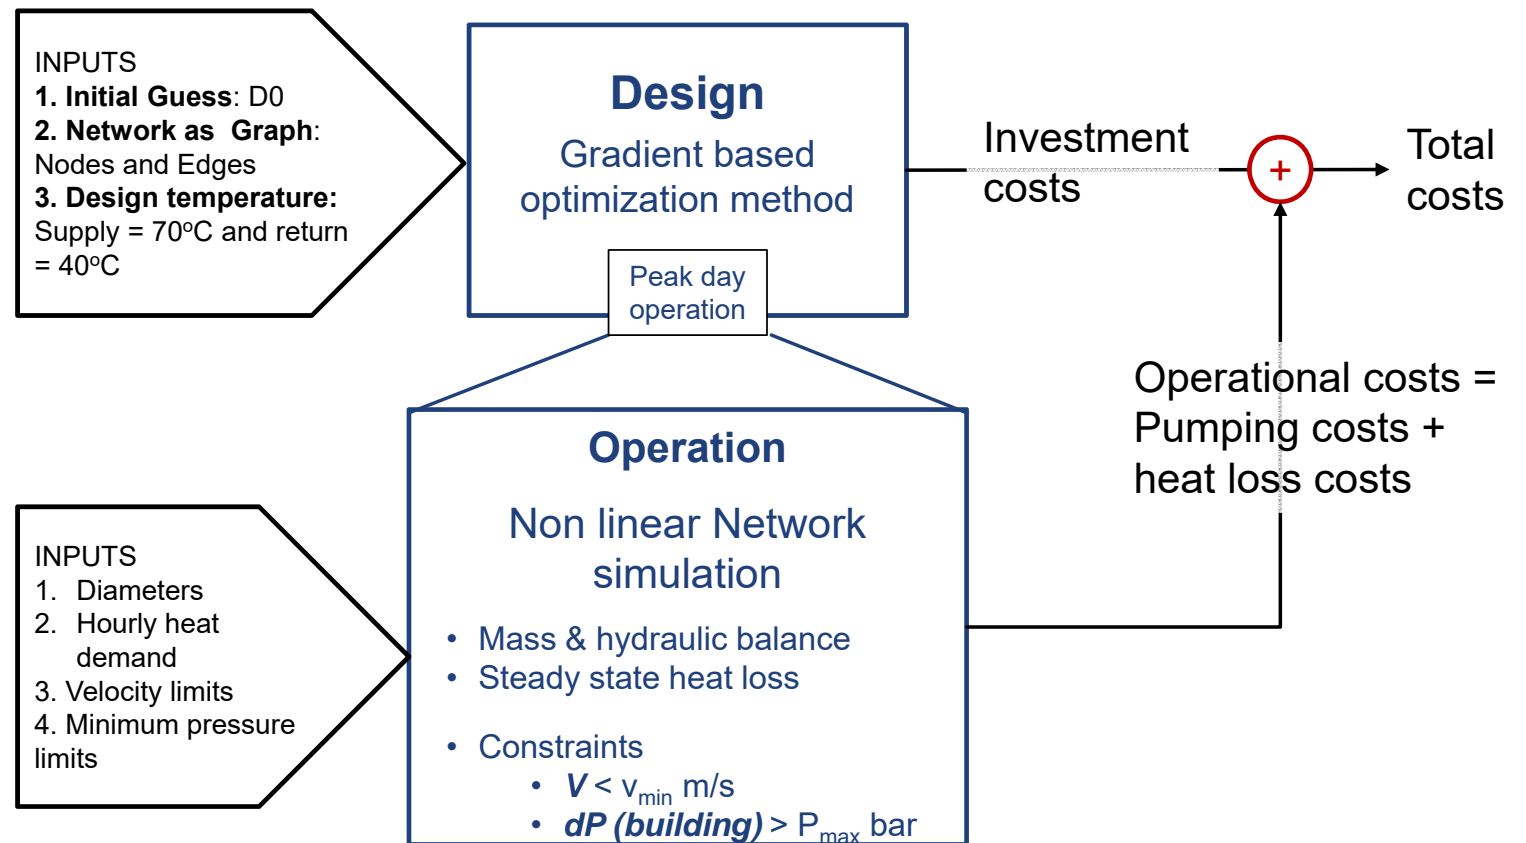 INPUTS
1. Initial Guess: D0
2. Network as Graph:
Nodes and Edges
3. Design temperature:
Supply = 70°C and return
= 40°C
Design
Gradient based
optimization method
Peak day
operation
Investment
costs
+
Total
costs
Operational costs =
Pumping costs +
heat loss costs
INPUTS
1. Diameters
2. Hourly heat
demand
3. Velocity limits
4. Minimum pressure
limits
Operation
Non linear Network
simulation
• Mass & hydraulic balance
• Steady state heat loss
• Constraints
• V < vmin m/s
• dP (building) > Pmax bar